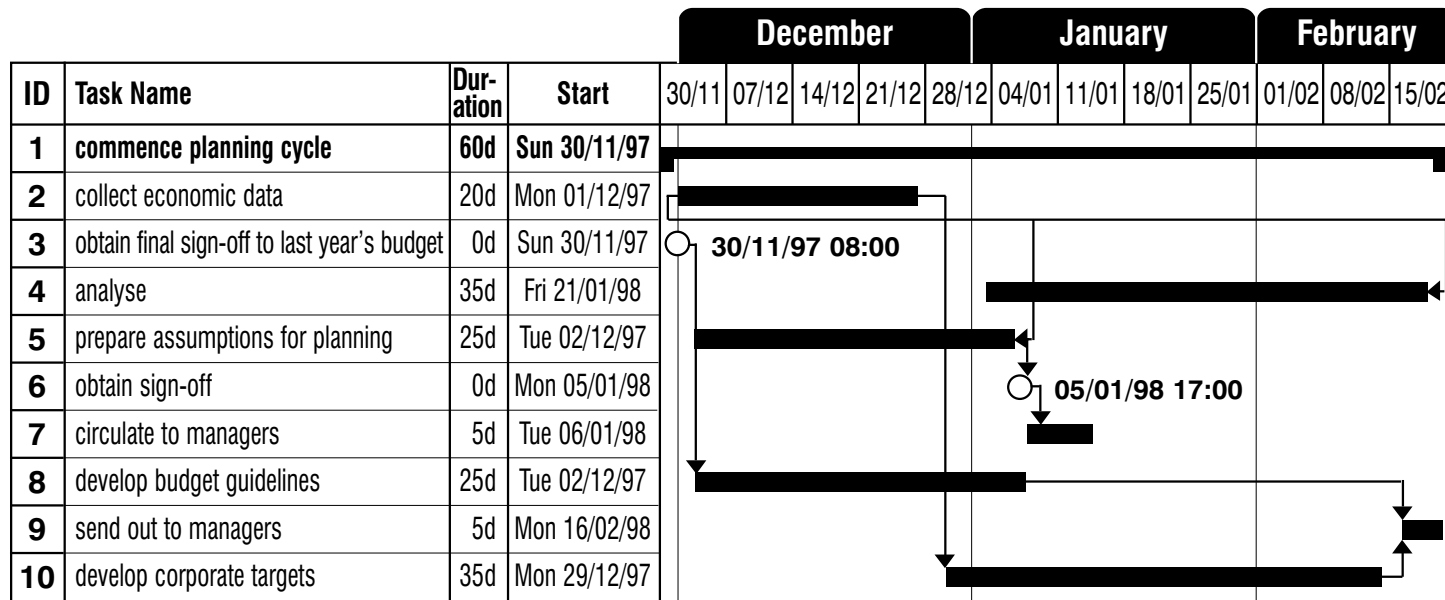 December January February
ID Task Name Dur-ation Start 30/11 07/12 14/12 21/12 28/12 04/01 11/01 18/01 25/01 01/02 08/02 15/02
1 commence planning cycle 60d Sun 30/11/97
2 collect economic data 20d Mon 01/12/97
3 obtain final sign-off to last year's budget 0d Sun 30/11/97 30/11/97 08:00
4 analyse 35d Fri 21/01/98
5 prepare assumptions for planning 25d Tue 02/12/97
6 obtain sign-off 0d Mon 05/01/98 05/01/98 17:00
7 circulate to managers 5d Tue 06/01/98
8 develop budget guidelines 25d Tue 02/12/97
9 send out to managers 5d Mon 16/02/98
10 develop corporate targets 35d Mon 29/12/97